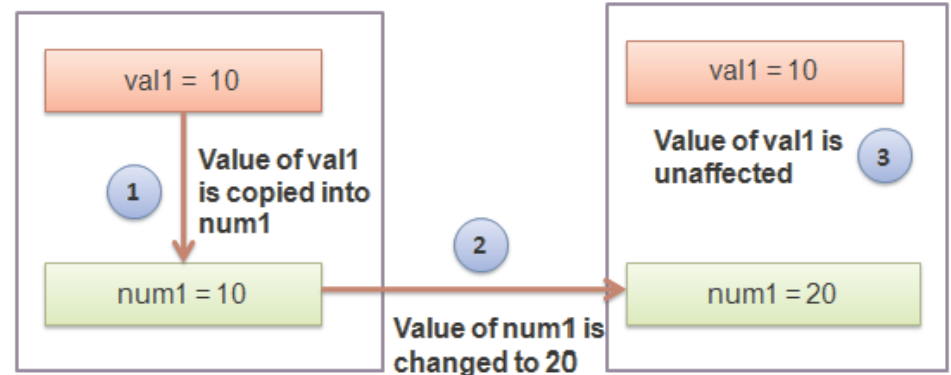 val1 = 10
1
Value of val1
is copied into
num1
num1 = 10
2
Value of num1 is
changed to 20
val1 = 10
Value of val1 is
unaffected
3
num1 = 20